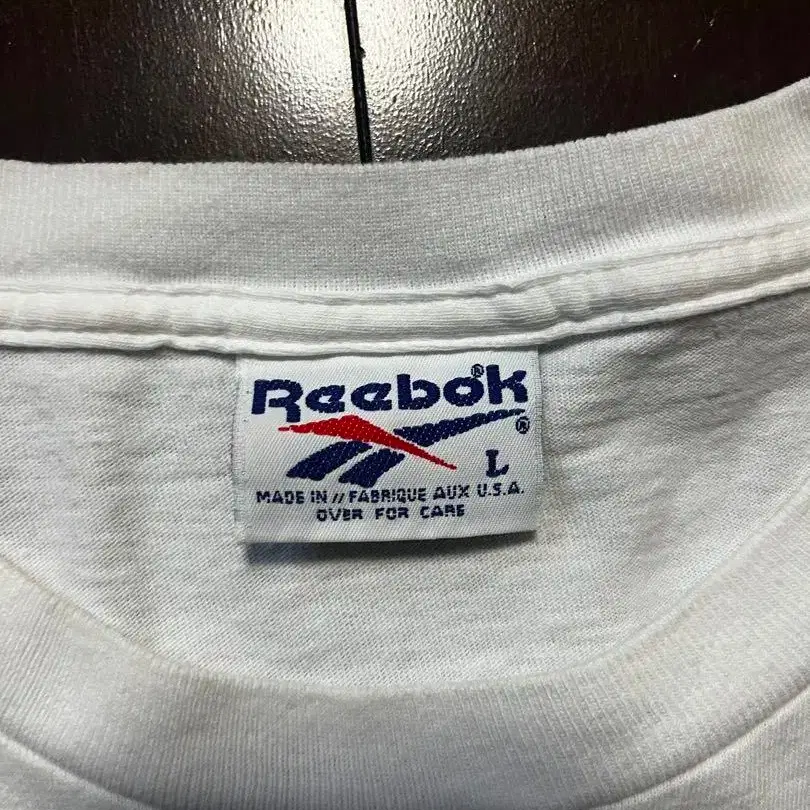 Reebok®
®
L
MADE IN // FABRIQUE AUX U.S.A.
OVER FOR CARE